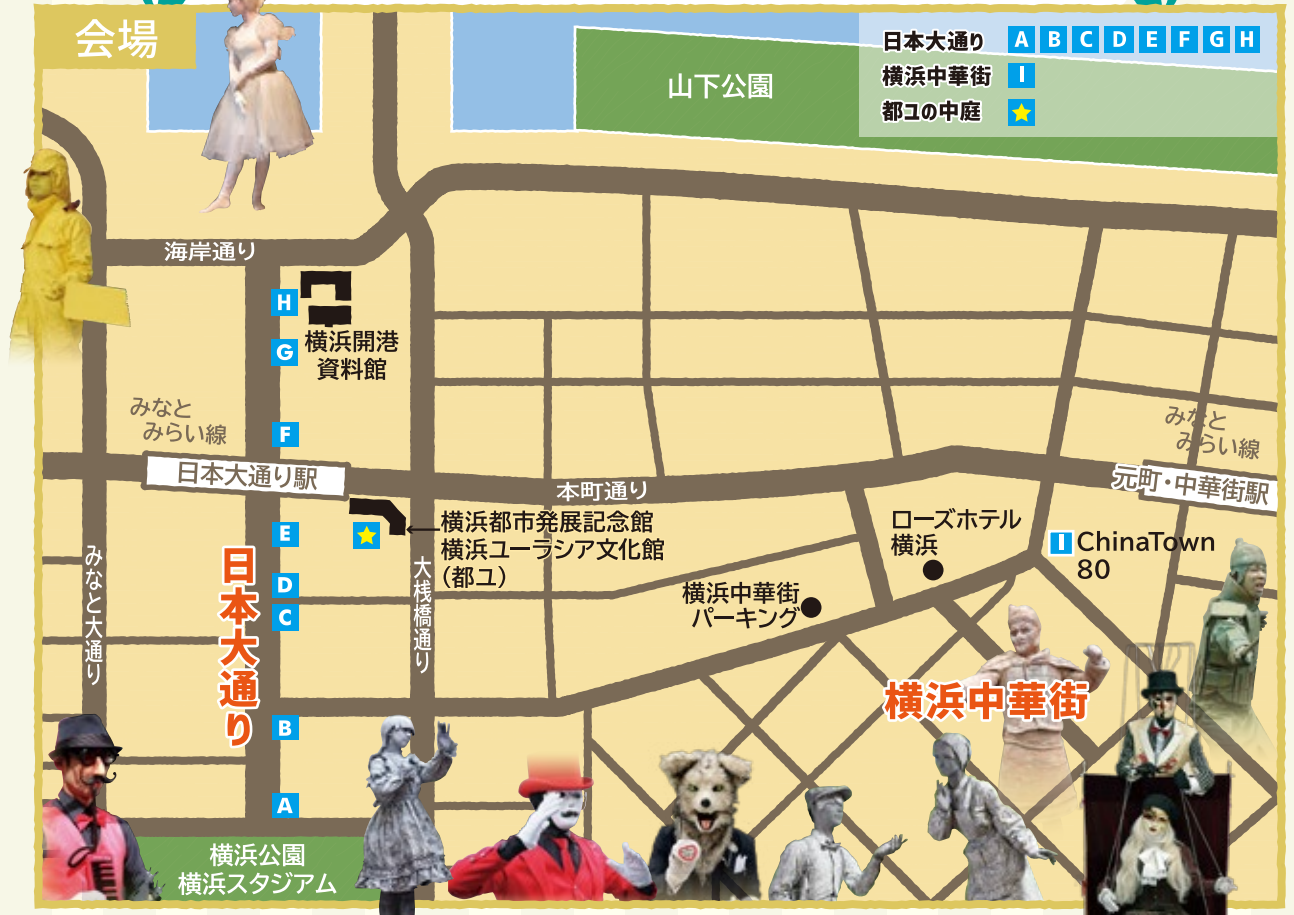 会場
日本大通り A B C D E F G H
横浜中華街 I
都ユの中庭
山下公園
海岸通り
H
横浜開港
資料館
G
みなと
みらい線
F
日本大通り駅
本町通り
みなと
みらい線
元町・中華街駅
E
横浜都市発展記念館
横浜ユーラシア文化館
(都ユ)
ローズホテル
横浜
I ChinaTown
80
みなと大通り
日本大通り
D
C
大桟橋通り
横浜中華街
パーキング
横浜中華街
B
A
横浜公園
横浜スタジアム